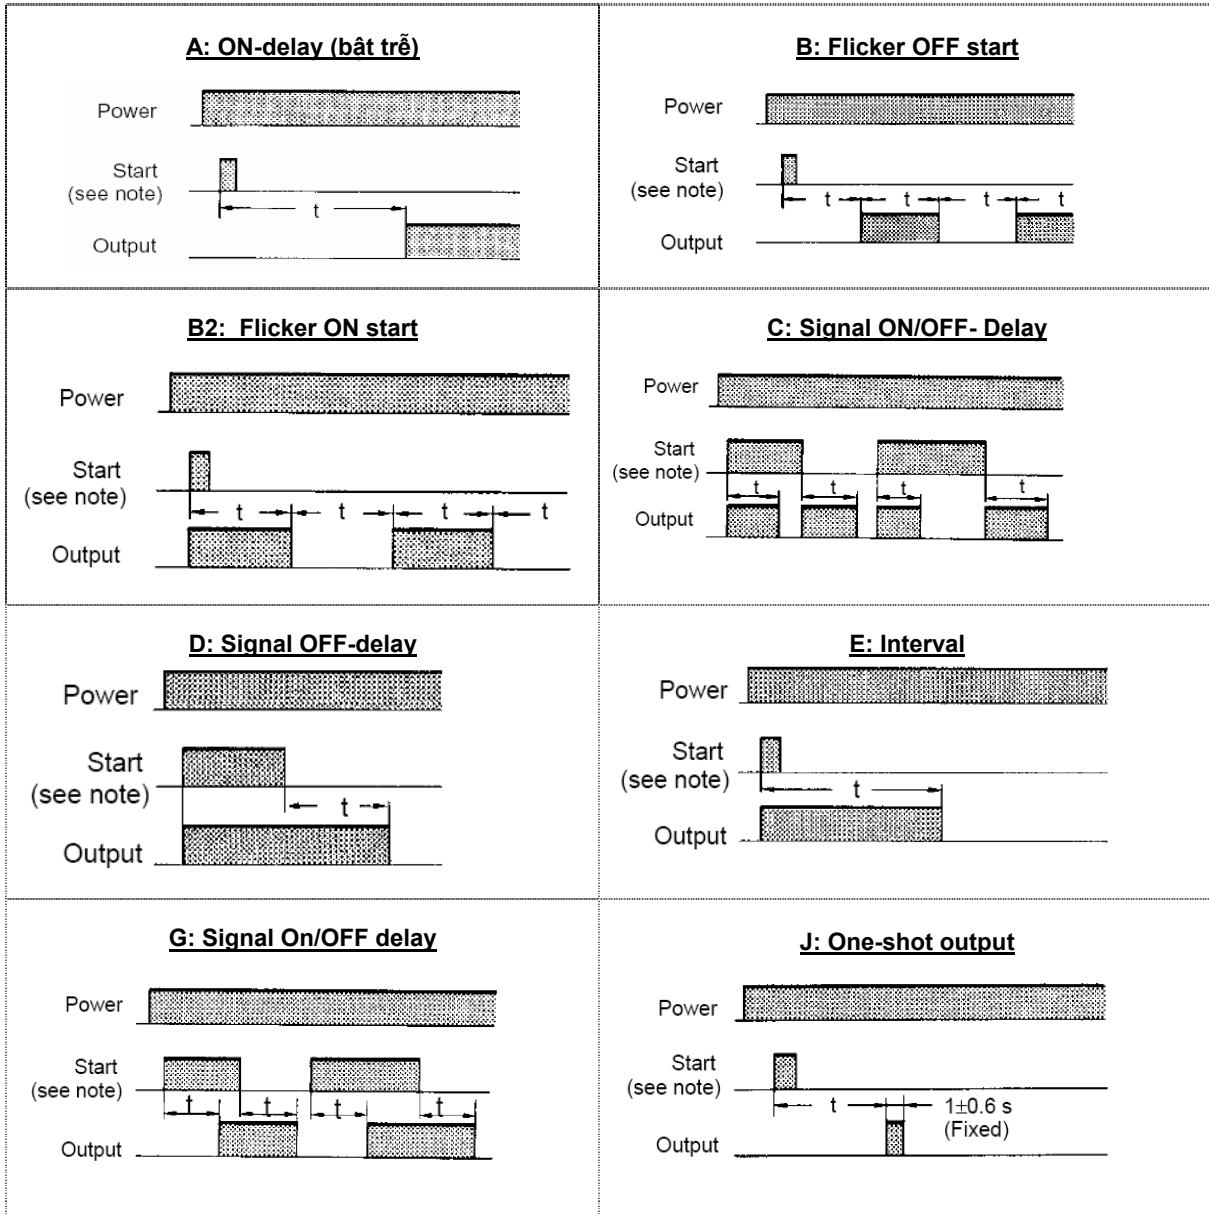 A: ON-delay (bật trễ)
Power
Start
(see note)
t
Output
B: Flicker OFF start
Power
Start
(see note)
t t t t
Output
B2: Flicker ON start
Power
Start
(see note)
t t t t
Output
C: Signal ON/OFF- Delay
Power
Start
(see note)
t t t t
Output
D: Signal OFF-delay
Power
Start
(see note)
t
Output
E: Interval
Power
Start
(see note)
t
Output
G: Signal On/OFF delay
Power
Start
(see note)
t t t t
Output
J: One-shot output
Power
Start
(see note)
t 1±0.6 s
(Fixed)
Output